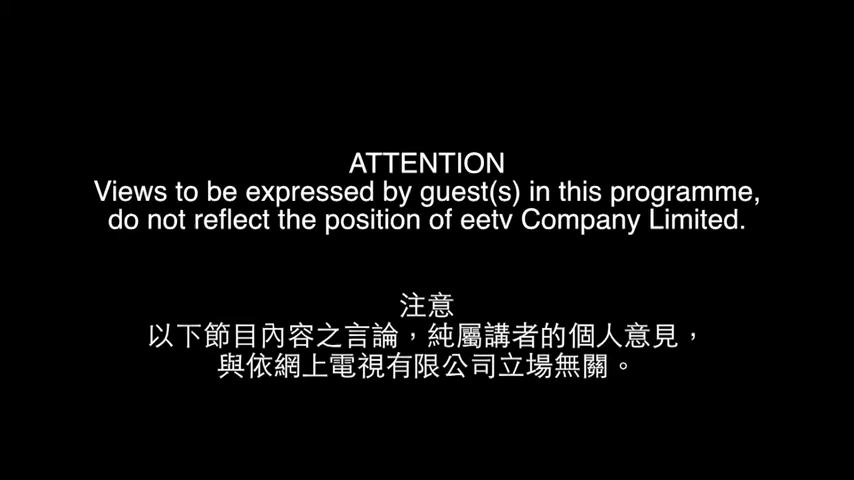 ATTENTION
Views to be expressed by guest(s) in this programme,
do not reflect the position of eetv Company Limited.
注意
以下節目內容之言論，純屬講者的個人意見，
與依網上電視有限公司立場無關。